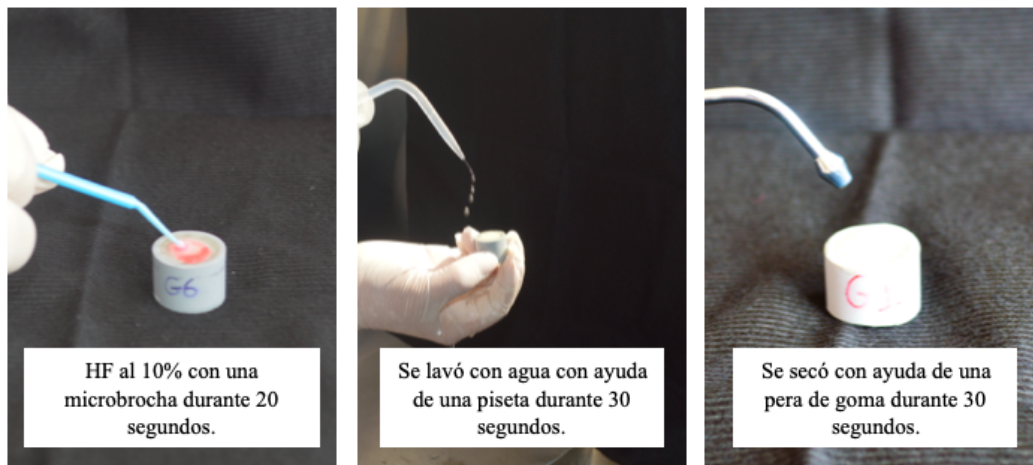 G6
G1
HF al 10% con una
microbrocha durante 20
segundos.
Se lavó con agua con ayuda
de una piseta durante 30
segundos.
Se secó con ayuda de una
pera de goma durante 30
segundos.